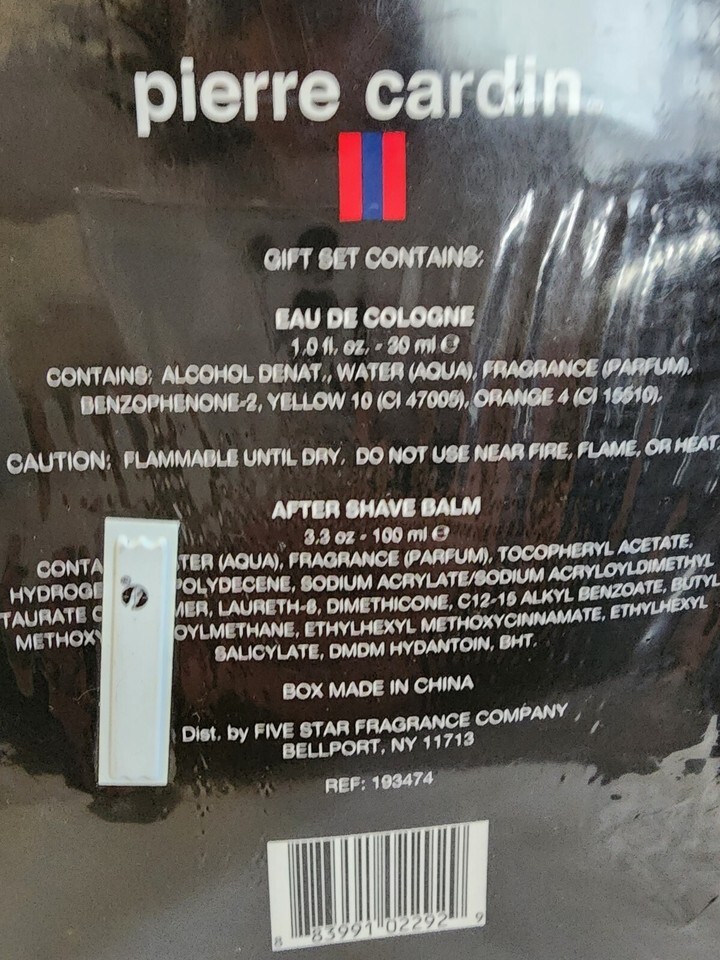 pierre cardin
GIFT SET CONTAINS:
EAU DE COLOGNE
1.0 fl. oz. - 30 ml ℮
CONTAINS: ALCOHOL DENAT., WATER (AQUA), FRAGRANCE (PARFUM),
BENZOPHENONE-2, YELLOW 10 (CI 47005), ORANGE 4 (CI 15510).
CAUTION: FLAMMABLE UNTIL DRY. DO NOT USE NEAR FIRE, FLAME, OR HEAT.
AFTER SHAVE BALM
3.3 oz - 100 ml ℮
CONTA TER (AQUA), FRAGRANCE (PARFUM), TOCOPHERYL ACETATE,
HYDROGE POLYDECENE, SODIUM ACRYLATE/SODIUM ACRYLOYLDIMETHYL
TAURATE C MER, LAURETH-8, DIMETHICONE, C12-15 ALKYL BENZOATE, BUTYL
METHOXY OYLMETHANE, ETHYLHEXYL METHOXYCINNAMATE, ETHYLHEXYL
SALICYLATE, DMDM HYDANTOIN, BHT.
BOX MADE IN CHINA
Dist. by FIVE STAR FRAGRANCE COMPANY
BELLPORT, NY 11713
REF: 193474
8 83991 02292 9